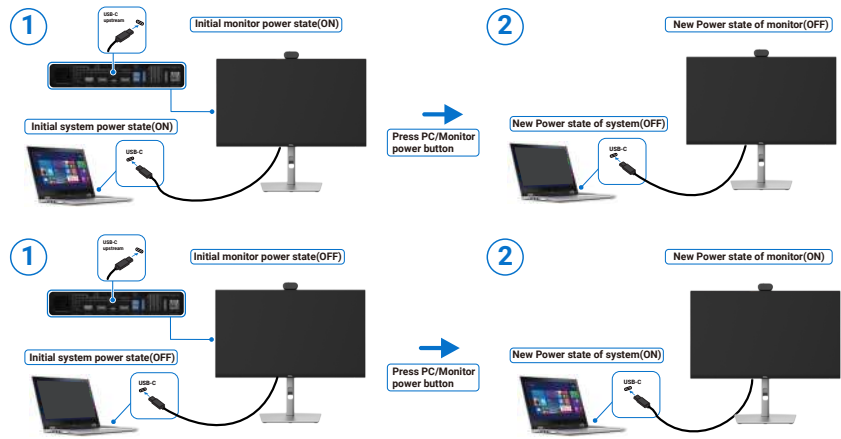 1
USB-C
upstream
Initial monitor power state(ON)
Initial system power state(ON)
USB-C
Press PC/Monitor
power button
2
New Power state of monitor(OFF)
New Power state of system(OFF)
USB-C
1
USB-C
upstream
Initial monitor power state(OFF)
Initial system power state(OFF)
USB-C
Press PC/Monitor
power button
2
New Power state of monitor(ON)
New Power state of system(ON)
USB-C